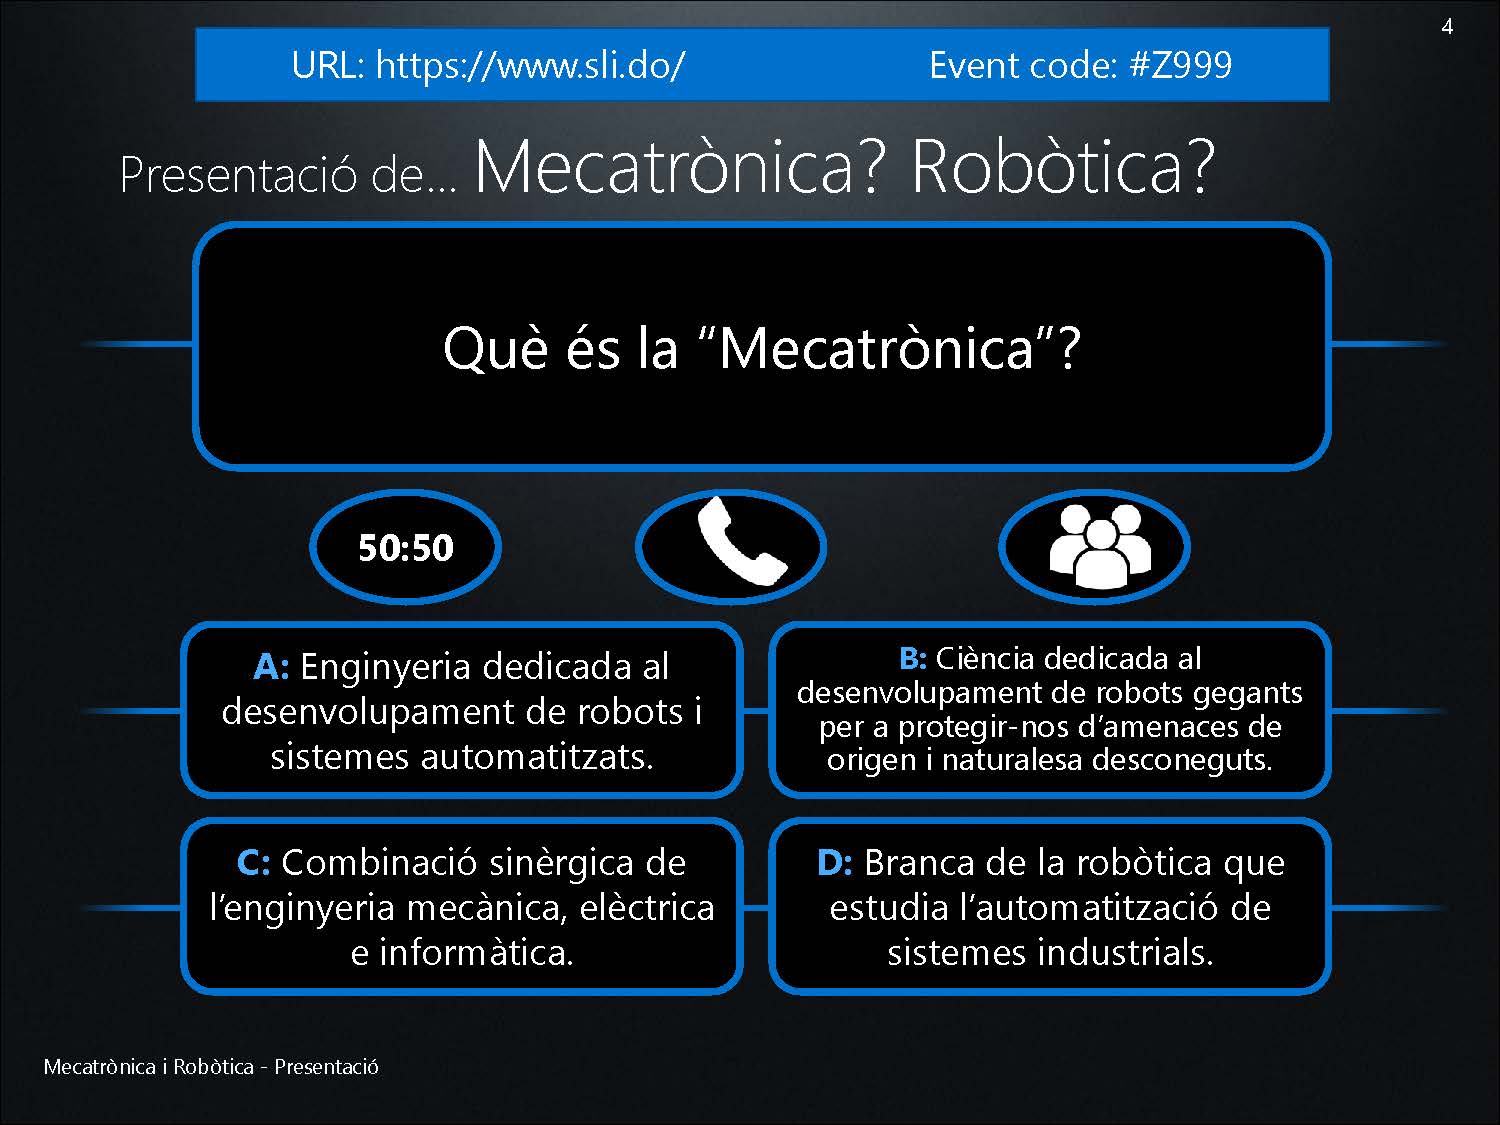 4
URL: https://www.sli.do/ Event code: #Z999
Presentació de... Mecatrònica? Robòtica?
Què és la “Mecatrònica”?
50:50
A: Enginyeria dedicada al
desenvolupament de robots i
sistemes automatitzats.
B: Ciència dedicada al
desenvolupament de robots gegants
per a protegir-nos d’amenaces de
origen i naturalesa desconeguts.
C: Combinació sinèrgica de
l’enginyeria mecànica, elèctrica
e informàtica.
D: Branca de la robòtica que
estudia l’automatització de
sistemes industrials.
Mecatrònica i Robòtica - Presentació